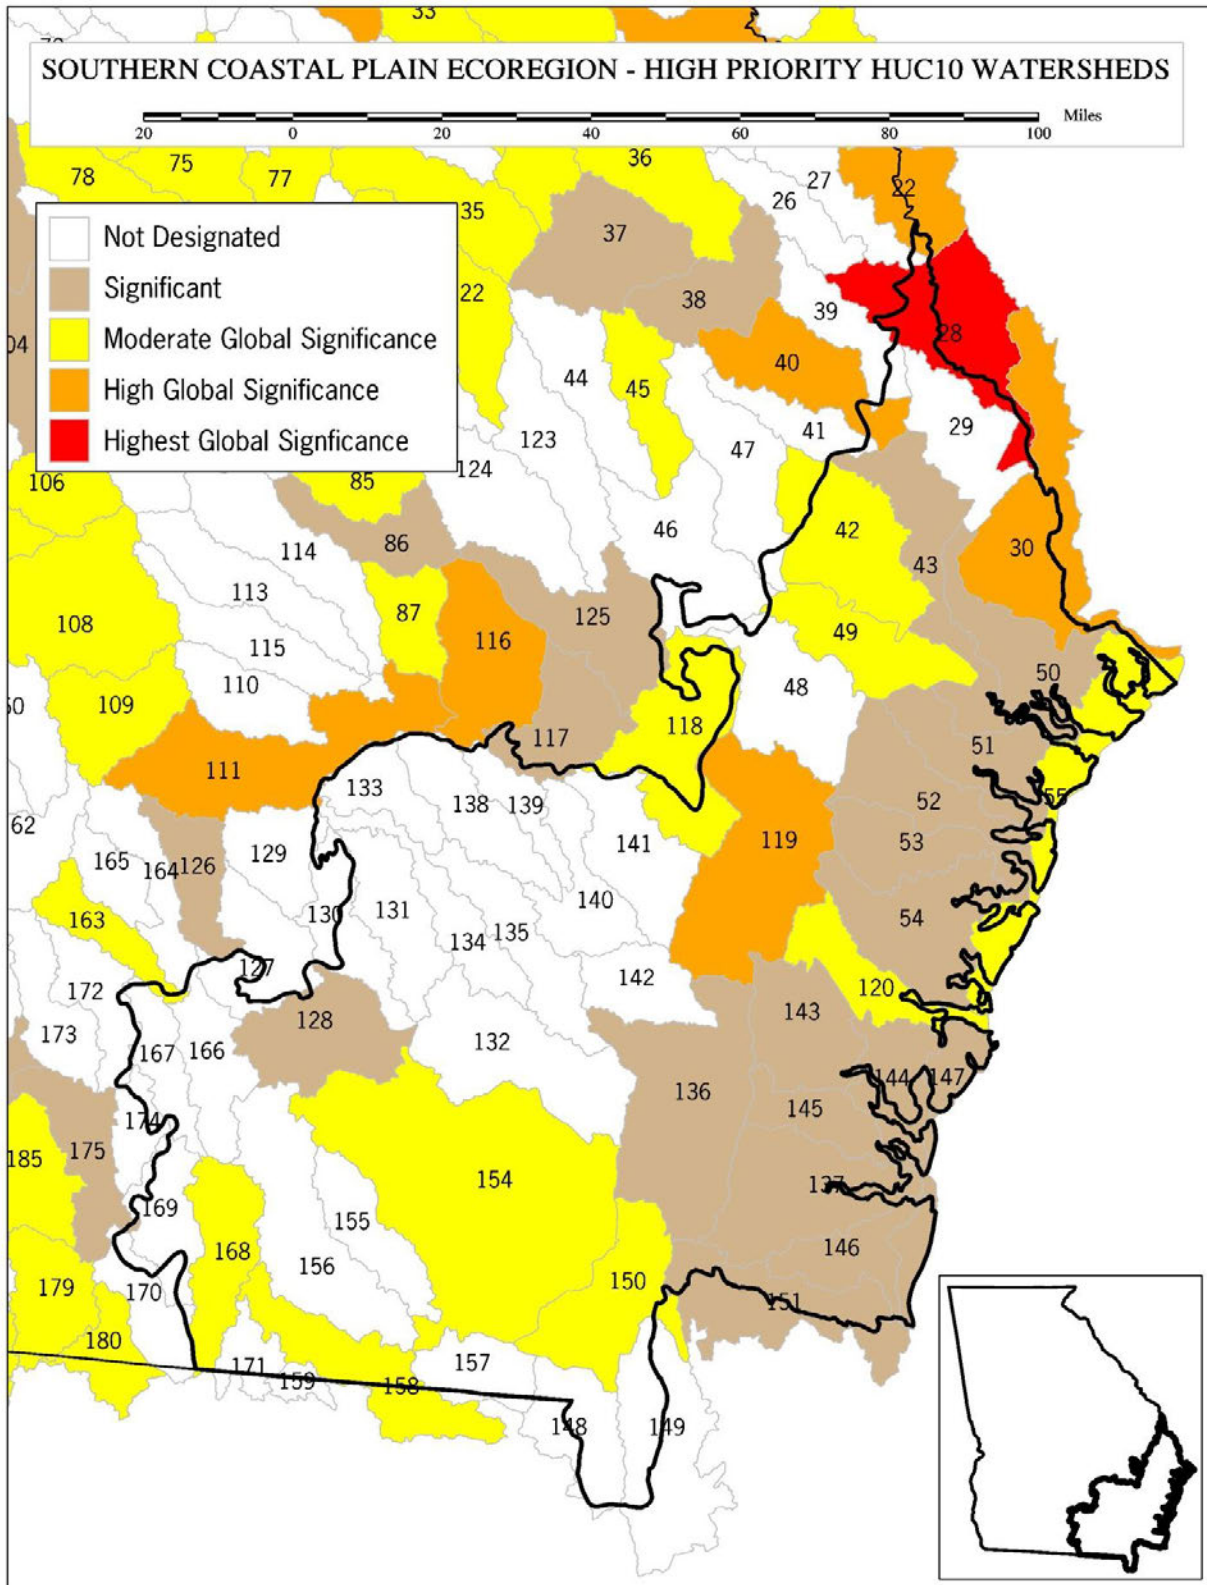 33
SOUTHERN COASTAL PLAIN ECOREGION - HIGH PRIORITY HUC10 WATERSHEDS
20 0 20 40 60 80 100 Miles
78 75 77 36 26 27 22
35 37
Not Designated
Significant
Moderate Global Significance
High Global Significance
Highest Global Signficance
22 38 39 28
04 40
44 45
123 47 41 29
124
106 85
86 46 42 30
114 43
113
87 125
108 115 116 49
110 48 50
50 109
118 117 51
111 133 138 139 52 55
62 141 119 53
165 164 126 129
163 130 131 140 54
134 135
127
172 142 120
128 143
173 167 166 132
136 144 147
174 145
185 175 154 137
169 155
168 156 146
179 150
170 151
180 171 157
159 158
148 149